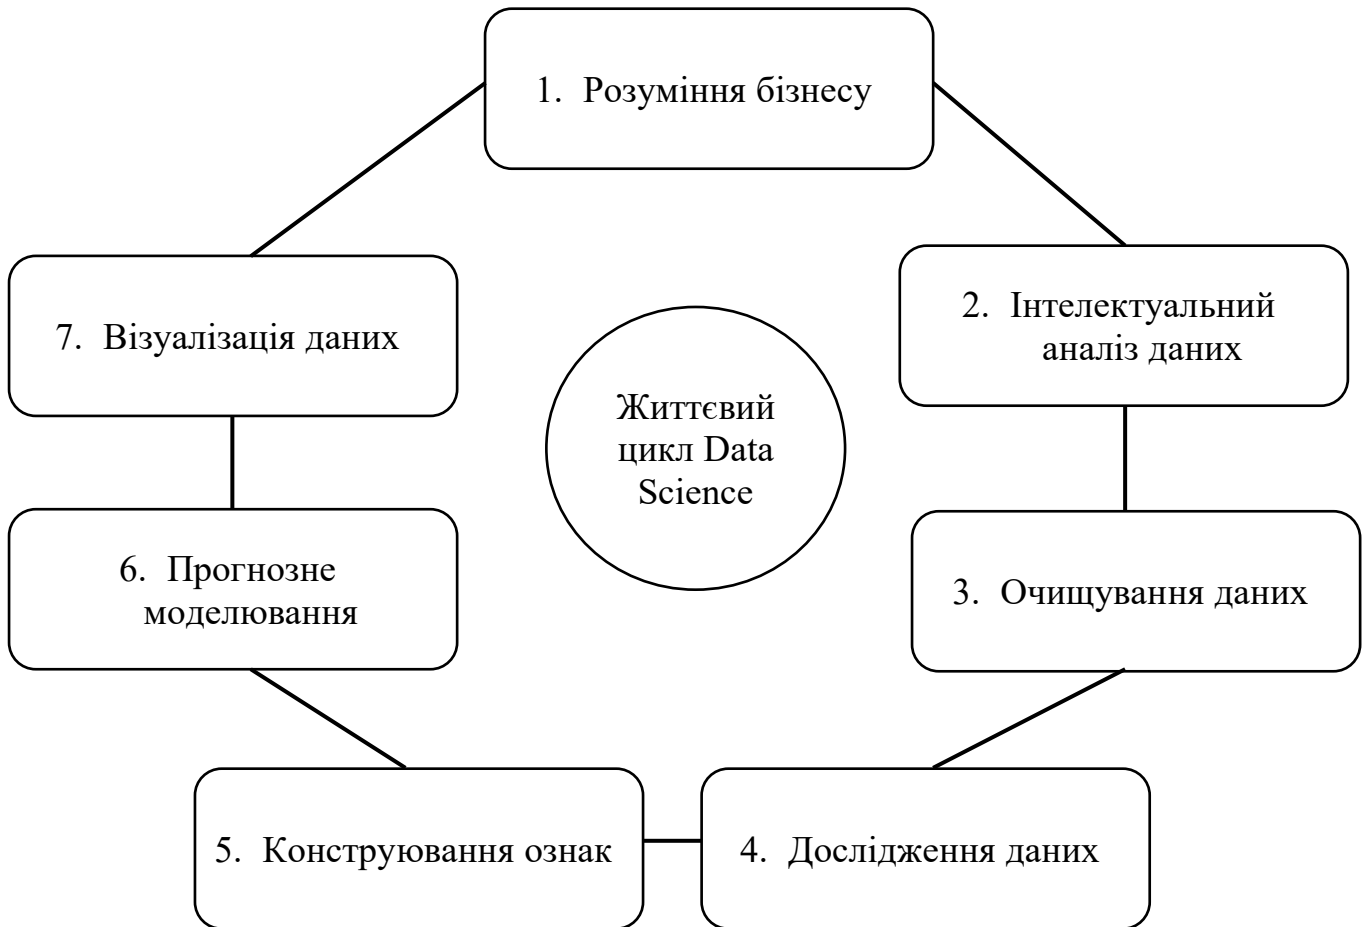 1. Розуміння бізнесу
2. Інтелектуальний
аналіз даних
3. Очищування даних
4. Дослідження даних
5. Конструювання ознак
6. Прогнозне
моделювання
7. Візуалізація даних
Життєвий
цикл Data
Science